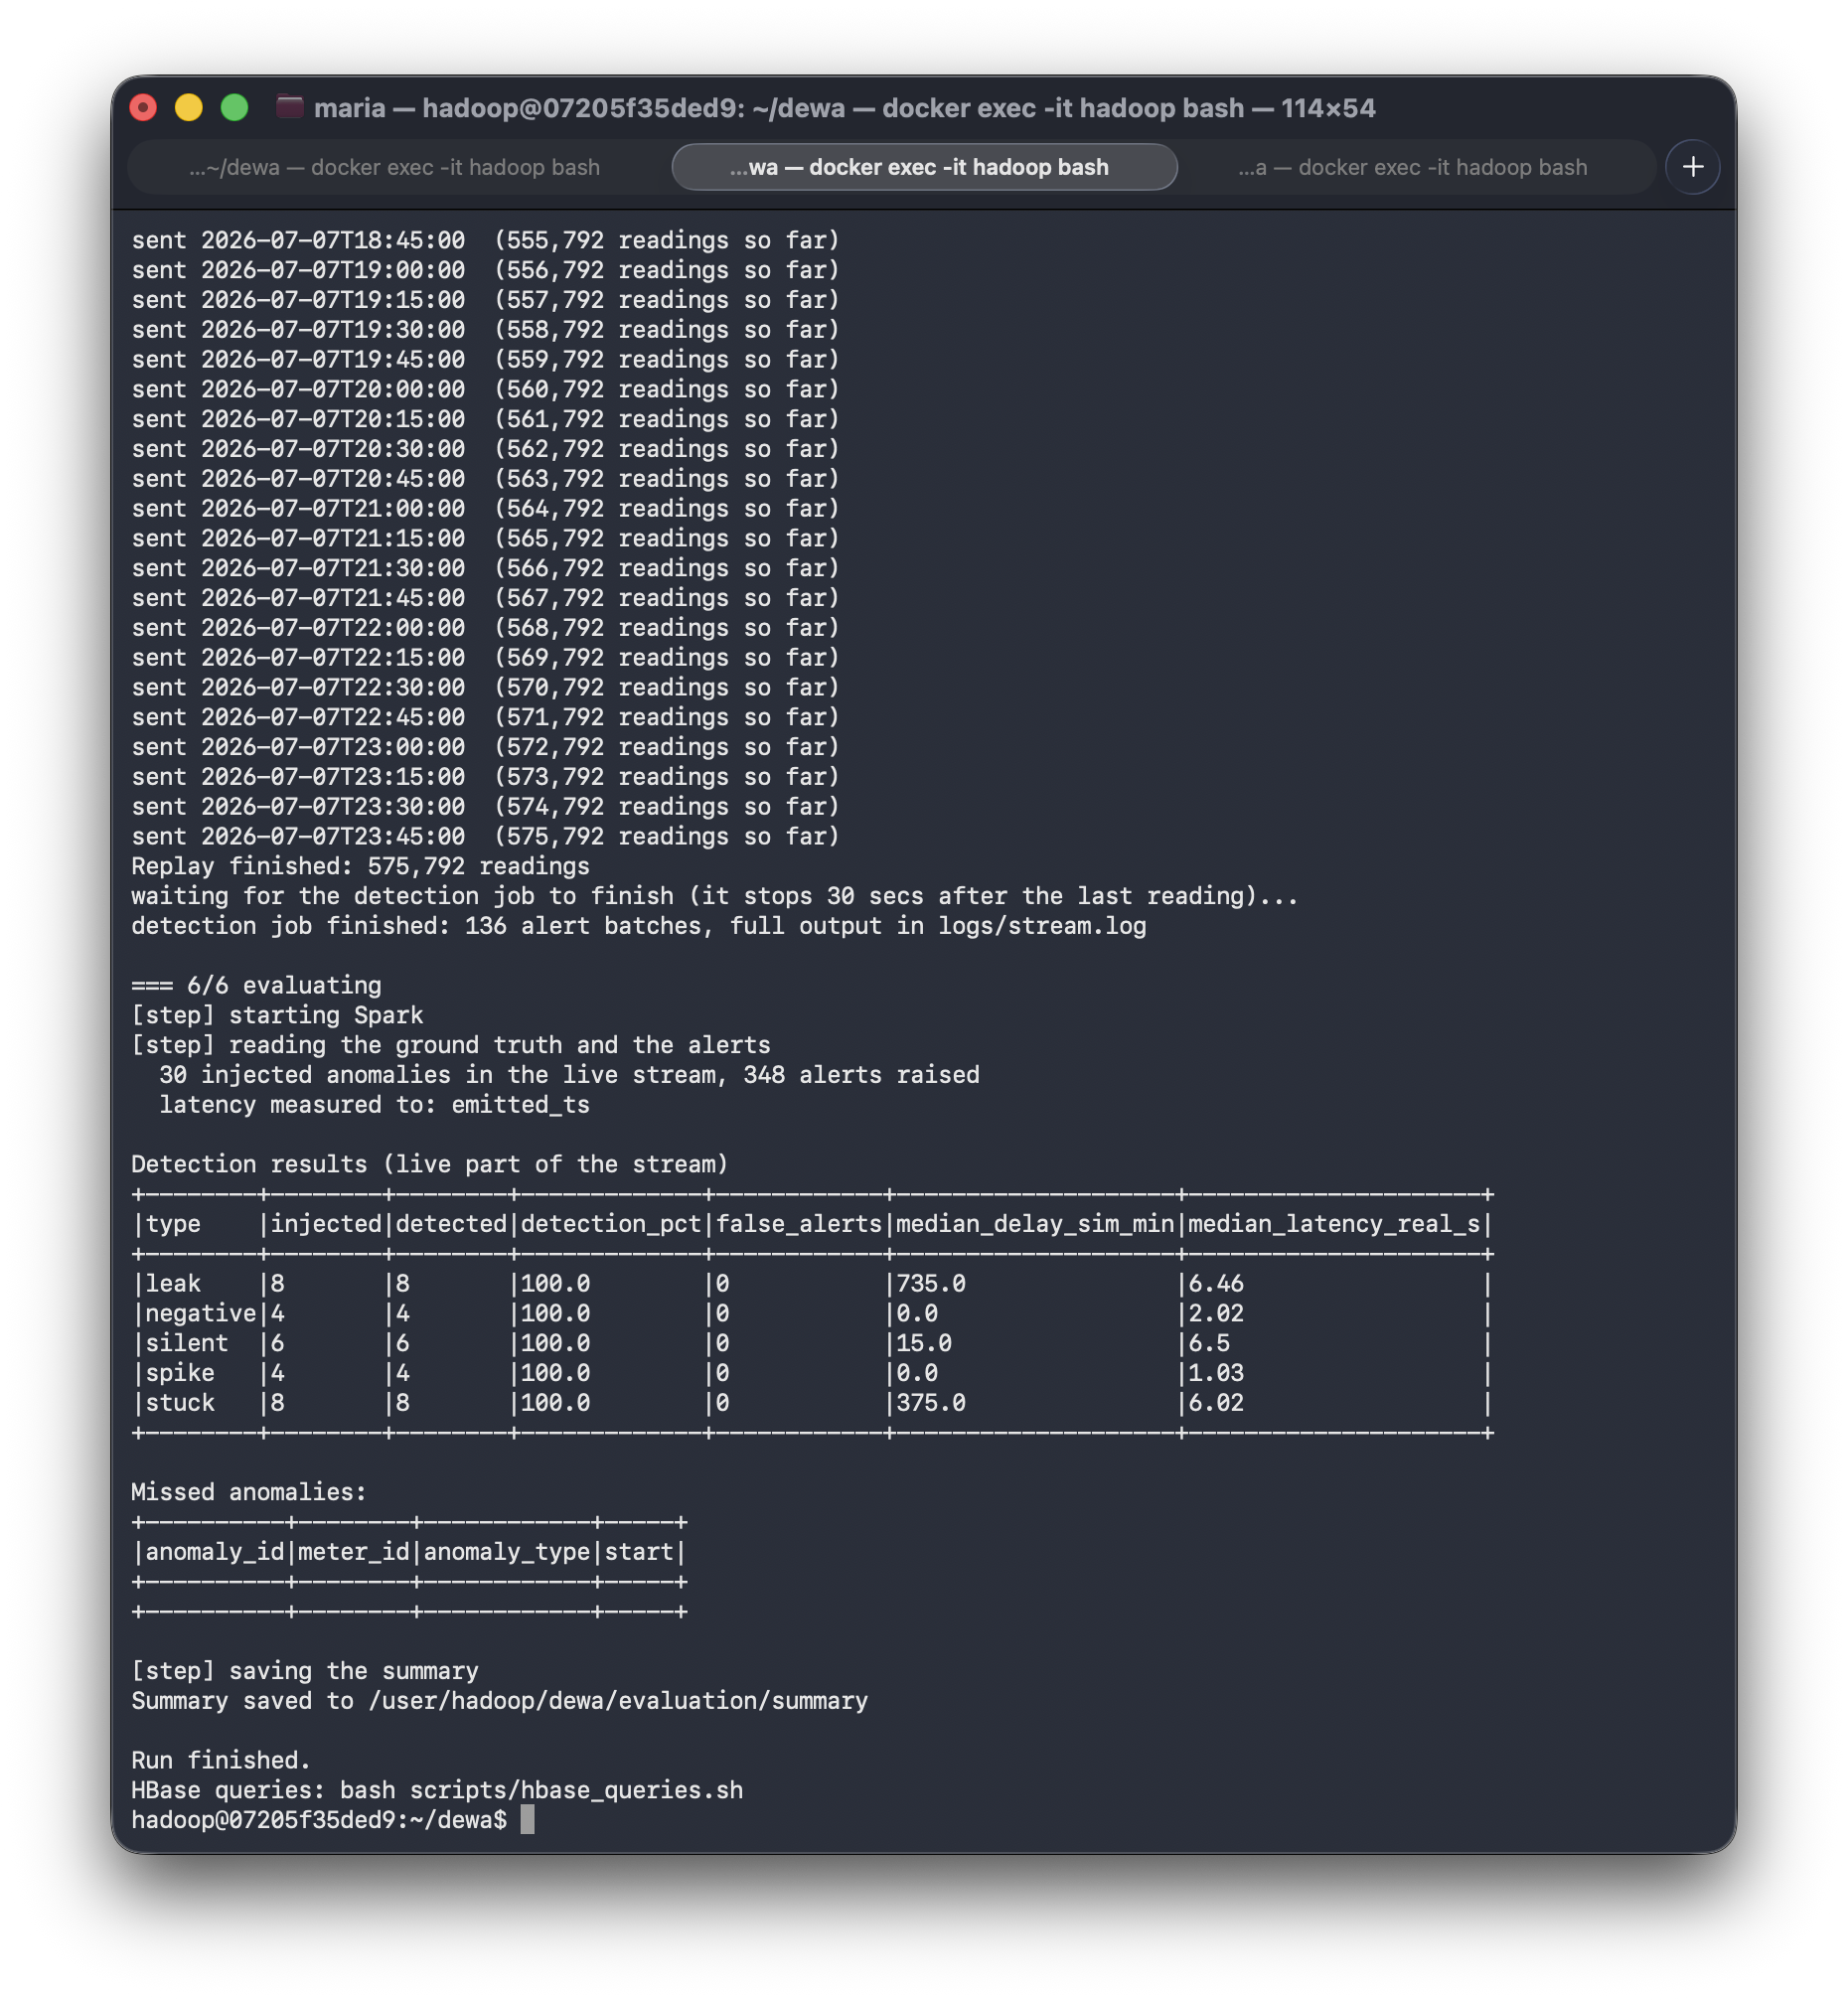 maria — hadoop@07205f35ded9: ~/dewa — docker exec -it hadoop bash — 114×54
...~/dewa — docker exec -it hadoop bash
...wa — docker exec -it hadoop bash
...a — docker exec -it hadoop bash
+
sent 2026-07-07T18:45:00  (555,792 readings so far)
sent 2026-07-07T19:00:00  (556,792 readings so far)
sent 2026-07-07T19:15:00  (557,792 readings so far)
sent 2026-07-07T19:30:00  (558,792 readings so far)
sent 2026-07-07T19:45:00  (559,792 readings so far)
sent 2026-07-07T20:00:00  (560,792 readings so far)
sent 2026-07-07T20:15:00  (561,792 readings so far)
sent 2026-07-07T20:30:00  (562,792 readings so far)
sent 2026-07-07T20:45:00  (563,792 readings so far)
sent 2026-07-07T21:00:00  (564,792 readings so far)
sent 2026-07-07T21:15:00  (565,792 readings so far)
sent 2026-07-07T21:30:00  (566,792 readings so far)
sent 2026-07-07T21:45:00  (567,792 readings so far)
sent 2026-07-07T22:00:00  (568,792 readings so far)
sent 2026-07-07T22:15:00  (569,792 readings so far)
sent 2026-07-07T22:30:00  (570,792 readings so far)
sent 2026-07-07T22:45:00  (571,792 readings so far)
sent 2026-07-07T23:00:00  (572,792 readings so far)
sent 2026-07-07T23:15:00  (573,792 readings so far)
sent 2026-07-07T23:30:00  (574,792 readings so far)
sent 2026-07-07T23:45:00  (575,792 readings so far)
Replay finished: 575,792 readings
waiting for the detection job to finish (it stops 30 secs after the last reading)...
detection job finished: 136 alert batches, full output in logs/stream.log
=== 6/6 evaluating
[step] starting Spark
[step] reading the ground truth and the alerts
  30 injected anomalies in the live stream, 348 alerts raised
  latency measured to: emitted_ts
Detection results (live part of the stream)
+--------+--------+--------+-------------+------------+--------------------+---------------------+
|type    |injected|detected|detection_pct|false_alerts|median_delay_sim_min|median_latency_real_s|
+--------+--------+--------+-------------+------------+--------------------+---------------------+
|leak    |8       |8       |100.0        |0           |735.0               |6.46                 |
|negative|4       |4       |100.0        |0           |0.0                 |2.02                 |
|silent  |6       |6       |100.0        |0           |15.0                |6.5                  |
|spike   |4       |4       |100.0        |0           |0.0                 |1.03                 |
|stuck   |8       |8       |100.0        |0           |375.0               |6.02                 |
+--------+--------+--------+-------------+------------+--------------------+---------------------+
Missed anomalies:
+----------+--------+------------+-----+
|anomaly_id|meter_id|anomaly_type|start|
+----------+--------+------------+-----+
+----------+--------+------------+-----+
[step] saving the summary
Summary saved to /user/hadoop/dewa/evaluation/summary
Run finished.
HBase queries: bash scripts/hbase_queries.sh
hadoop@07205f35ded9:~/dewa$